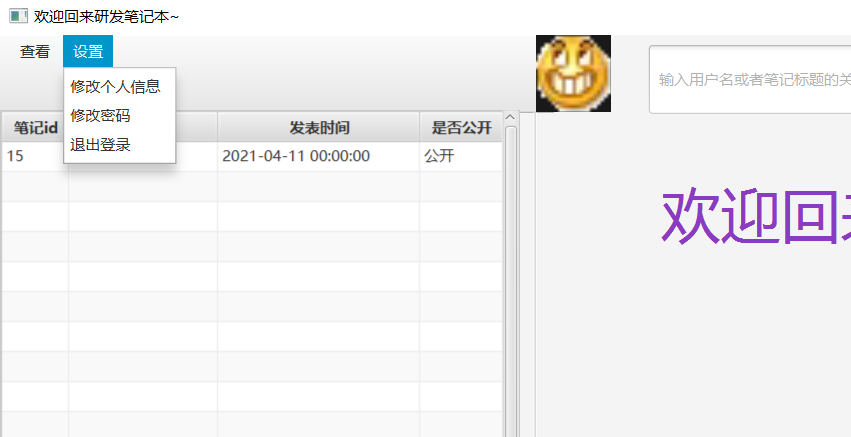 欢迎回来研发笔记本~
查看 设置
修改个人信息
修改密码
退出登录
输入用户名或者笔记标题的关
笔记id 发表时间 是否公开
15 2021-04-11 00:00:00 公开
欢迎回